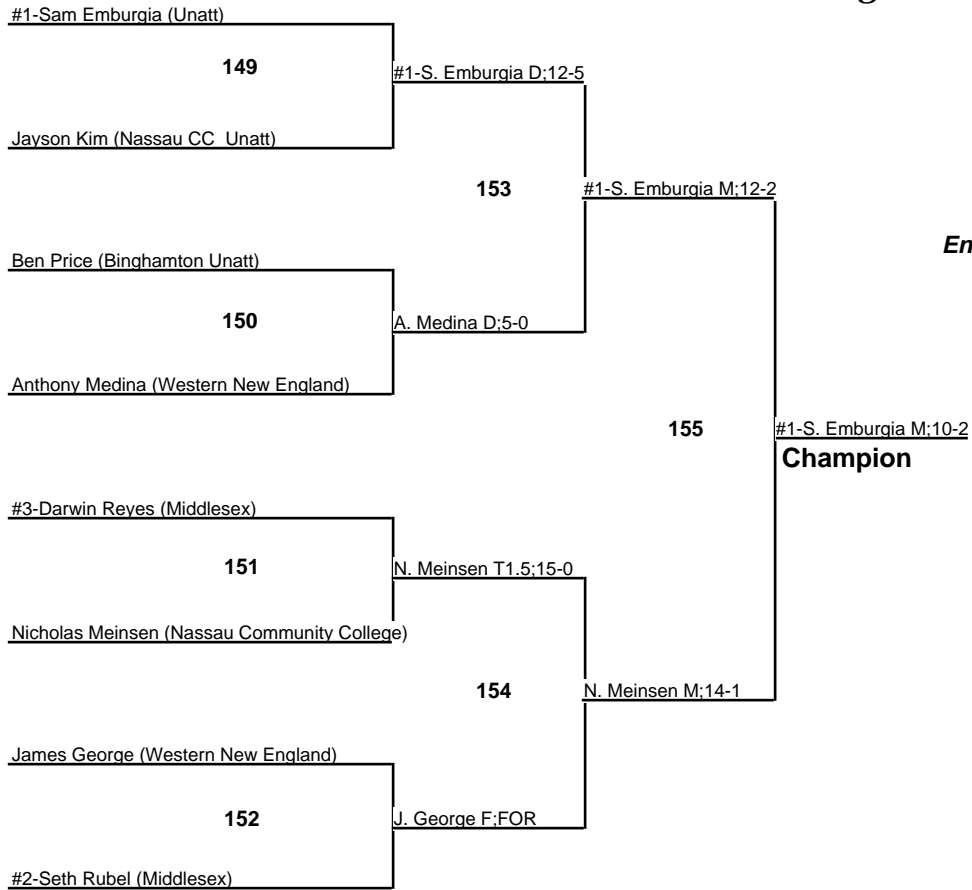 g
#1-Sam Emburgia (Unatt)
149
#1-S. Emburgia D;12-5
Jayson Kim (Nassau CC  Unatt)
153
#1-S. Emburgia M;12-2
En
Ben Price (Binghamton Unatt)
150
A. Medina D;5-0
Anthony Medina (Western New England)
155
#1-S. Emburgia M;10-2
Champion
#3-Darwin Reyes (Middlesex)
151
N. Meinsen T1.5;15-0
Nicholas Meinsen (Nassau Community College)
154
N. Meinsen M;14-1
James George (Western New England)
152
J. George F;FOR
#2-Seth Rubel (Middlesex)